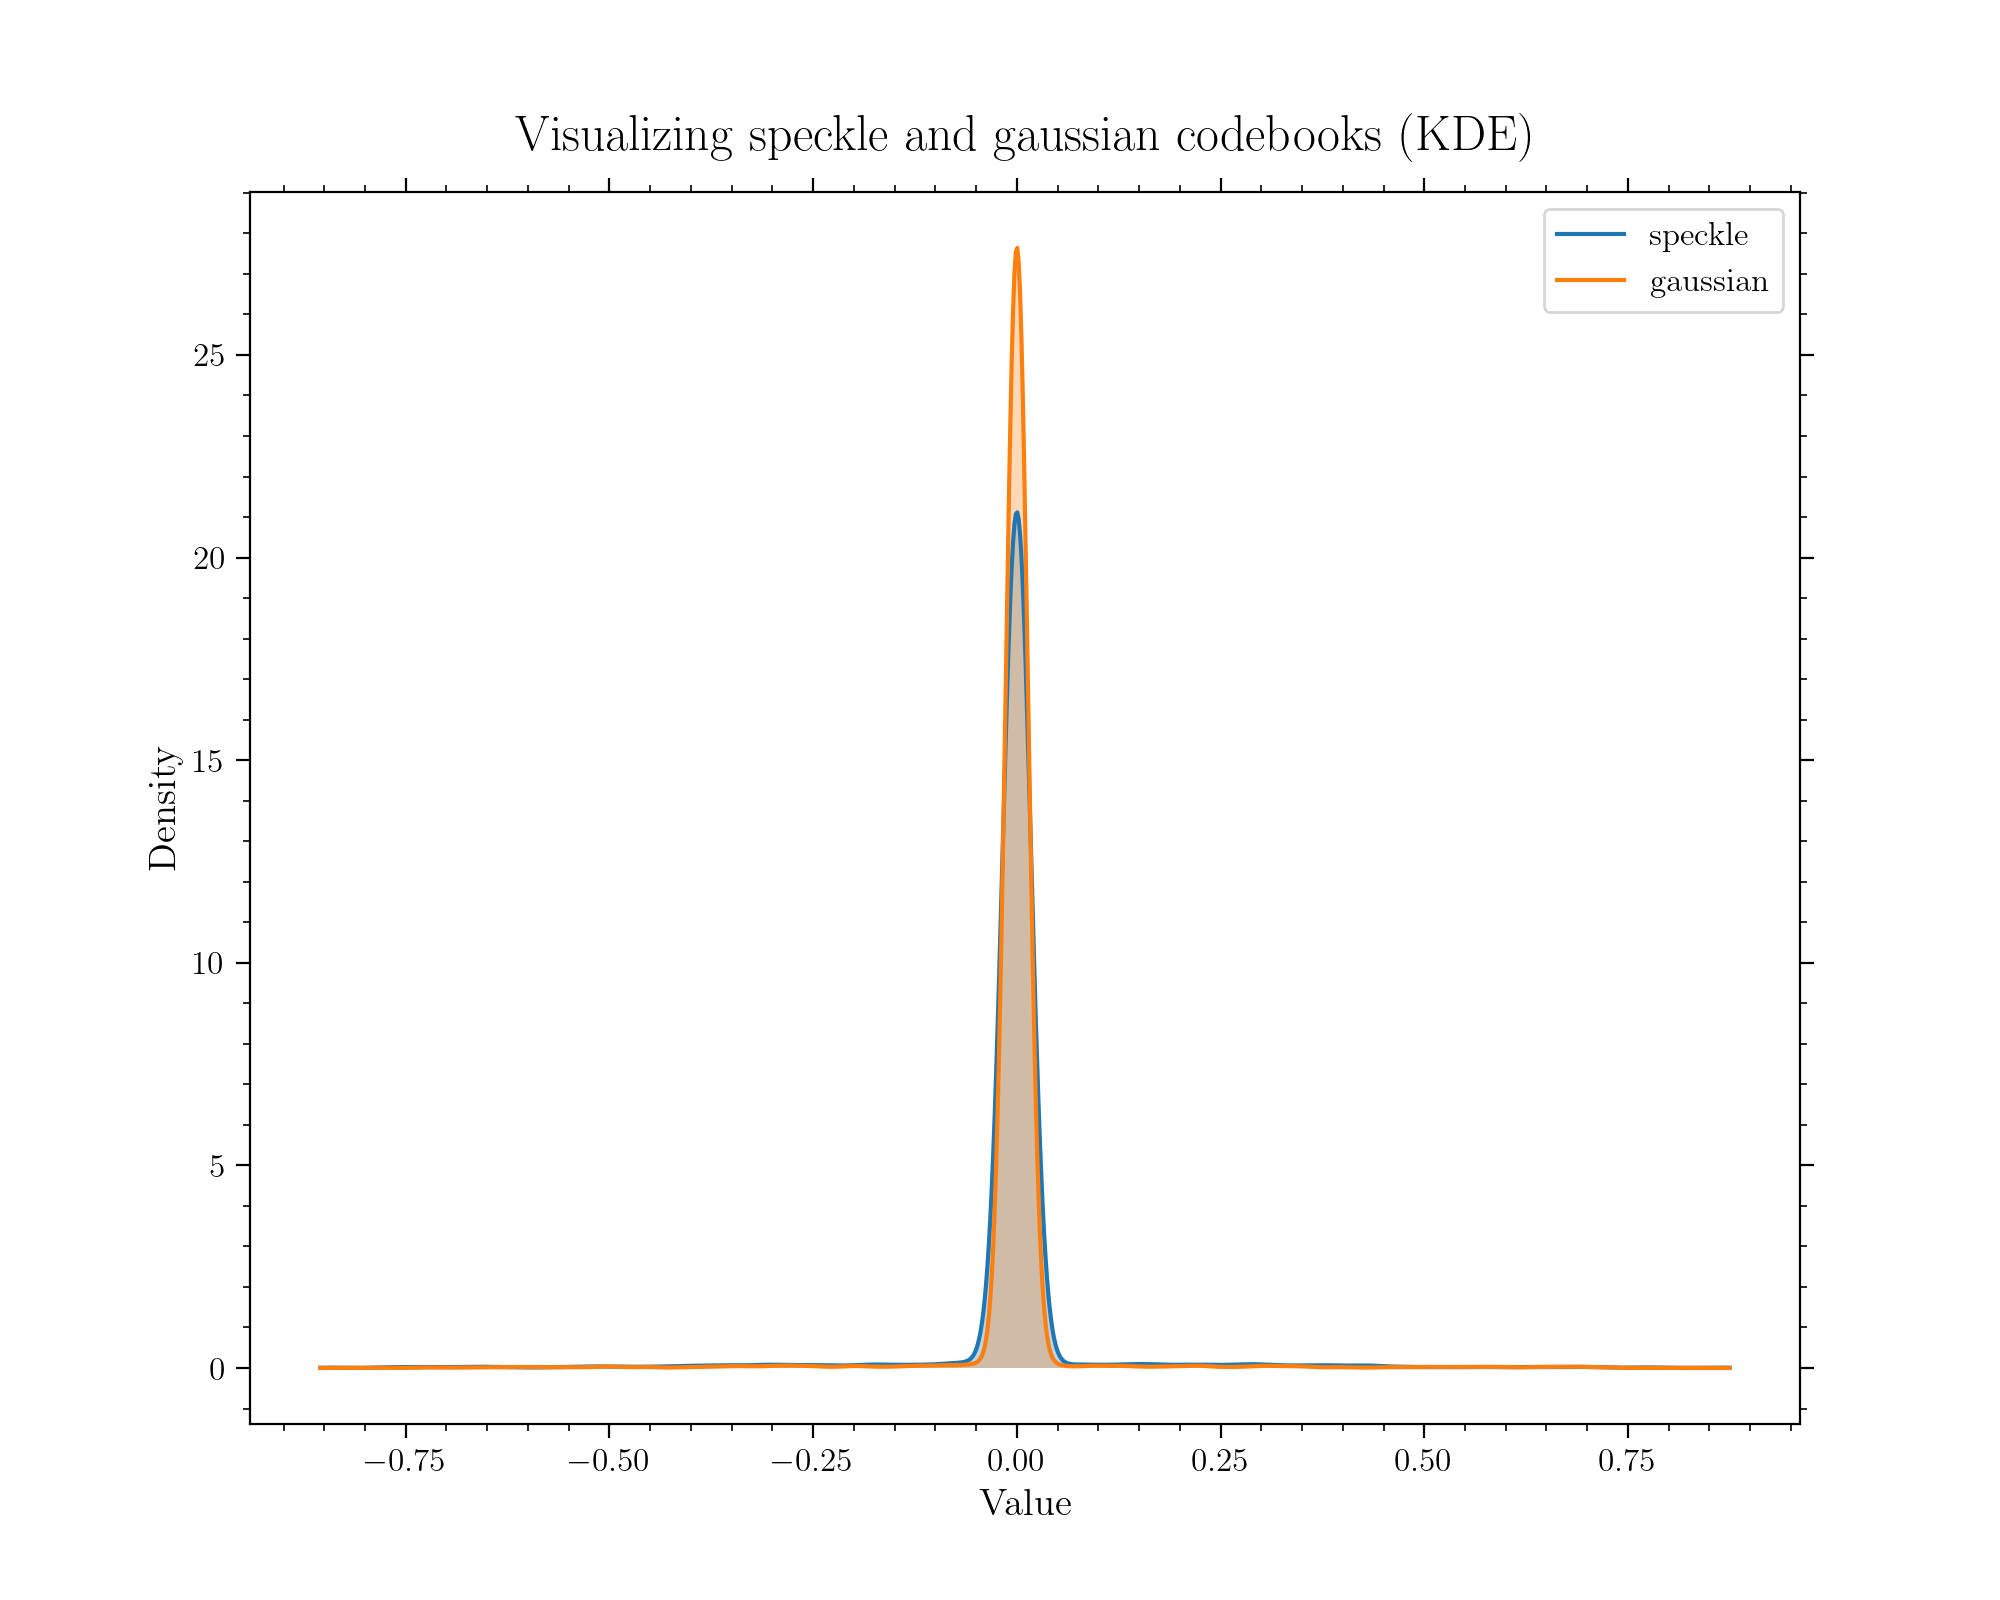 Visualizing speckle and gaussian codebooks (KDE)
speckle
gaussian
25
20
15
10
5
0
Density
−0.75 −0.50 −0.25 0.00 0.25 0.50 0.75
Value